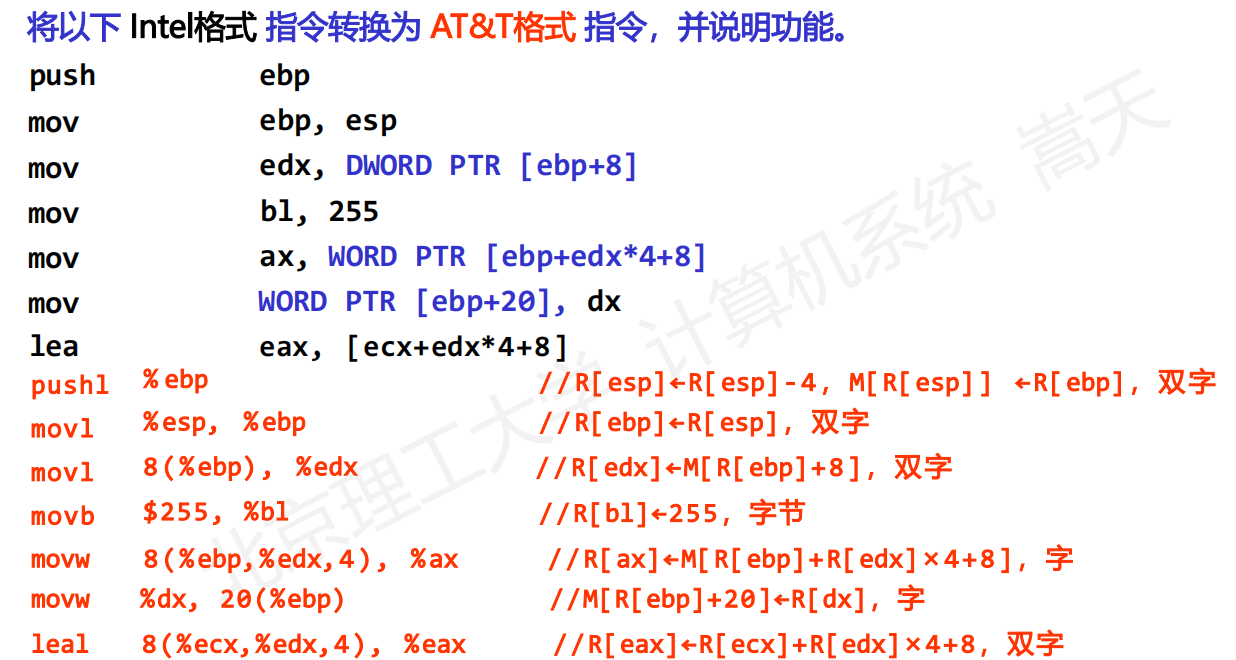 将以下 Intel格式 指令转换为 AT&T格式 指令，并说明功能。
push ebp
mov ebp, esp
mov edx, DWORD PTR [ebp+8]
mov bl, 255
mov ax, WORD PTR [ebp+edx*4+8]
mov WORD PTR [ebp+20], dx
lea eax, [ecx+edx*4+8]
pushl %ebp //R[esp]←R[esp]-4, M[R[esp]] ←R[ebp], 双字
movl %esp, %ebp //R[ebp]←R[esp], 双字
movl 8(%ebp), %edx //R[edx]←M[R[ebp]+8], 双字
movb $255, %bl //R[bl]←255, 字节
movw 8(%ebp,%edx,4), %ax //R[ax]←M[R[ebp]+R[edx]×4+8], 字
movw %dx, 20(%ebp) //M[R[ebp]+20]←R[dx], 字
leal 8(%ecx,%edx,4), %eax //R[eax]←R[ecx]+R[edx]×4+8, 双字
北京理工大学 计算机系统 嵩天